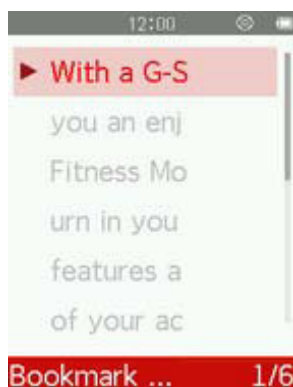 12:00
With a G-S
you an enj
Fitness Mo
urn in you
features a
of your ac
Bookmark ... 1/6